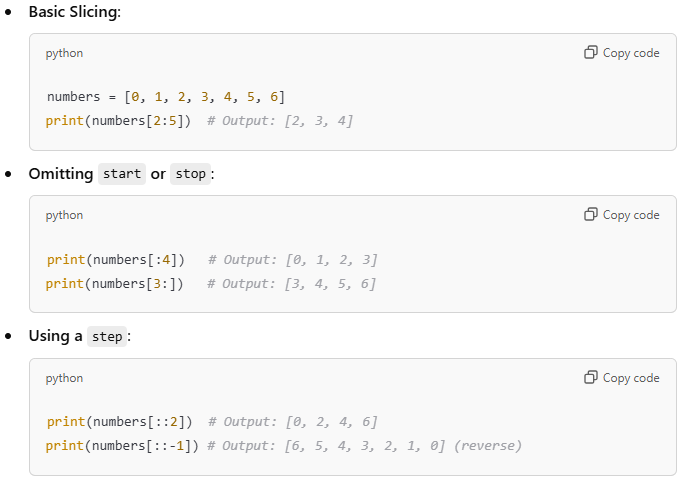 Basic Slicing:
python Copy code
numbers = [0, 1, 2, 3, 4, 5, 6]
print(numbers[2:5])  # Output: [2, 3, 4]
Omitting start or stop:
python Copy code
print(numbers[:4])   # Output: [0, 1, 2, 3]
print(numbers[3:])   # Output: [3, 4, 5, 6]
Using a step:
python Copy code
print(numbers[::2])  # Output: [0, 2, 4, 6]
print(numbers[::-1]) # Output: [6, 5, 4, 3, 2, 1, 0] (reverse)